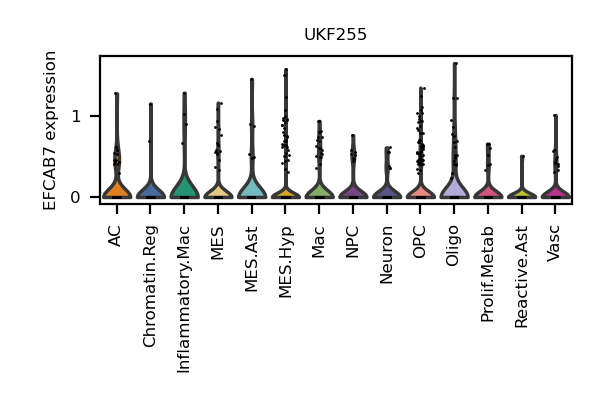 UKF255
EFCAB7 expression
1
0
AC
Chromatin.Reg
Inflammatory.Mac
MES
MES.Ast
MES.Hyp
Mac
NPC
Neuron
OPC
Oligo
Prolif.Metab
Reactive.Ast
Vasc